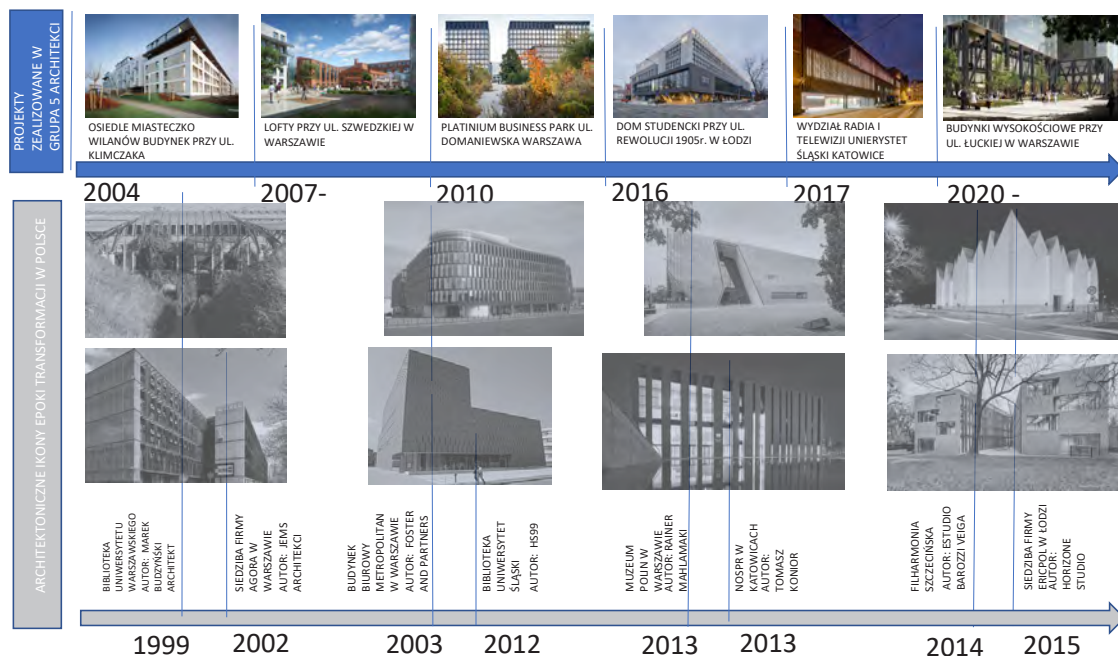 PROJEKTY
ZEALIZOWANE W
GRUPA 5 ARCHITEKCI
OSIEDLE MIASTECZKO
WILANÓW BUDYNEK PRZY UL.
KLIMCZAKA
LOFTY PRZY UL. SZWEDZKIEJ W
WARSZAWIE
PLATINIUM BUSINESS PARK UL.
DOMANIEWSKA WARSZAWA
DOM STUDENCKI PRZY UL.
REWOLUCJI 1905r. W ŁODZI
WYDZIAŁ RADIA I
TELEWIZJI UNIERYSTET
ŚLĄSKI KATOWICE
BUDYNKI WYSOKOŚCIOWE PRZY
UL. ŁUCKIEJ W WARSZAWIE
2004
2007-
2010
2016
2017
2020 -
ARCHITEKTONICZNE IKONY EPOKI TRANSFORMACJI W POLSCE
BIBLIOTEKA
UNIWERSYTETU
WARSZAWSKIEGO
AUTOR: MAREK
BUDZYŃSKI
ARCHITEKT
SIEDZIBA FIRMY
AGORA W
WARSZAWIE
AUTOR: JEMS
ARCHITEKCI
BUDYNEK
BIUROWY
METROPOLITAN
W WARSZAWIE
AUTOR: FOSTER
AND PARTNERS
BIBLIOTEKA
UNIWERSYTET
ŚLĄSKI
AUTOR: HS99
MUZEUM
POLIN W
WARSZAWIE
AUTOR: RAINER
MAHLAMAKI
NOSPR W
KATOWICACH
AUTOR:
TOMASZ
KONIOR
FILHARMONIA
SZCZECIŃSKA
AUTOR: ESTUDIO
BAROZZI VEIGA
SIEDZIBA FIRMY
ERICPOL W ŁODZI
AUTOR:
HORIZONE
STUDIO
1999
2002
2003
2012
2013
2013
2014
2015